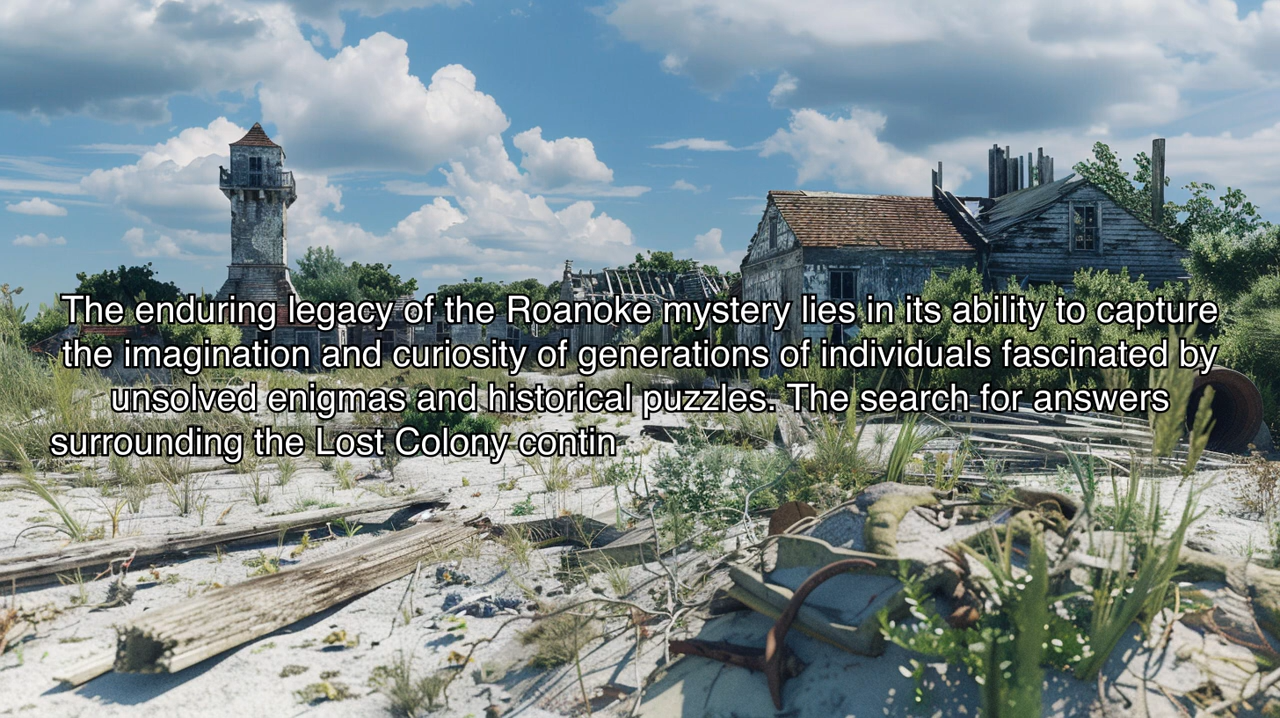 The enduring legacy of the Roanoke mystery lies in its ability to capture
the imagination and curiosity of generations of individuals fascinated by
unsolved enigmas and historical puzzles. The search for answers
surrounding the Lost Colony contin